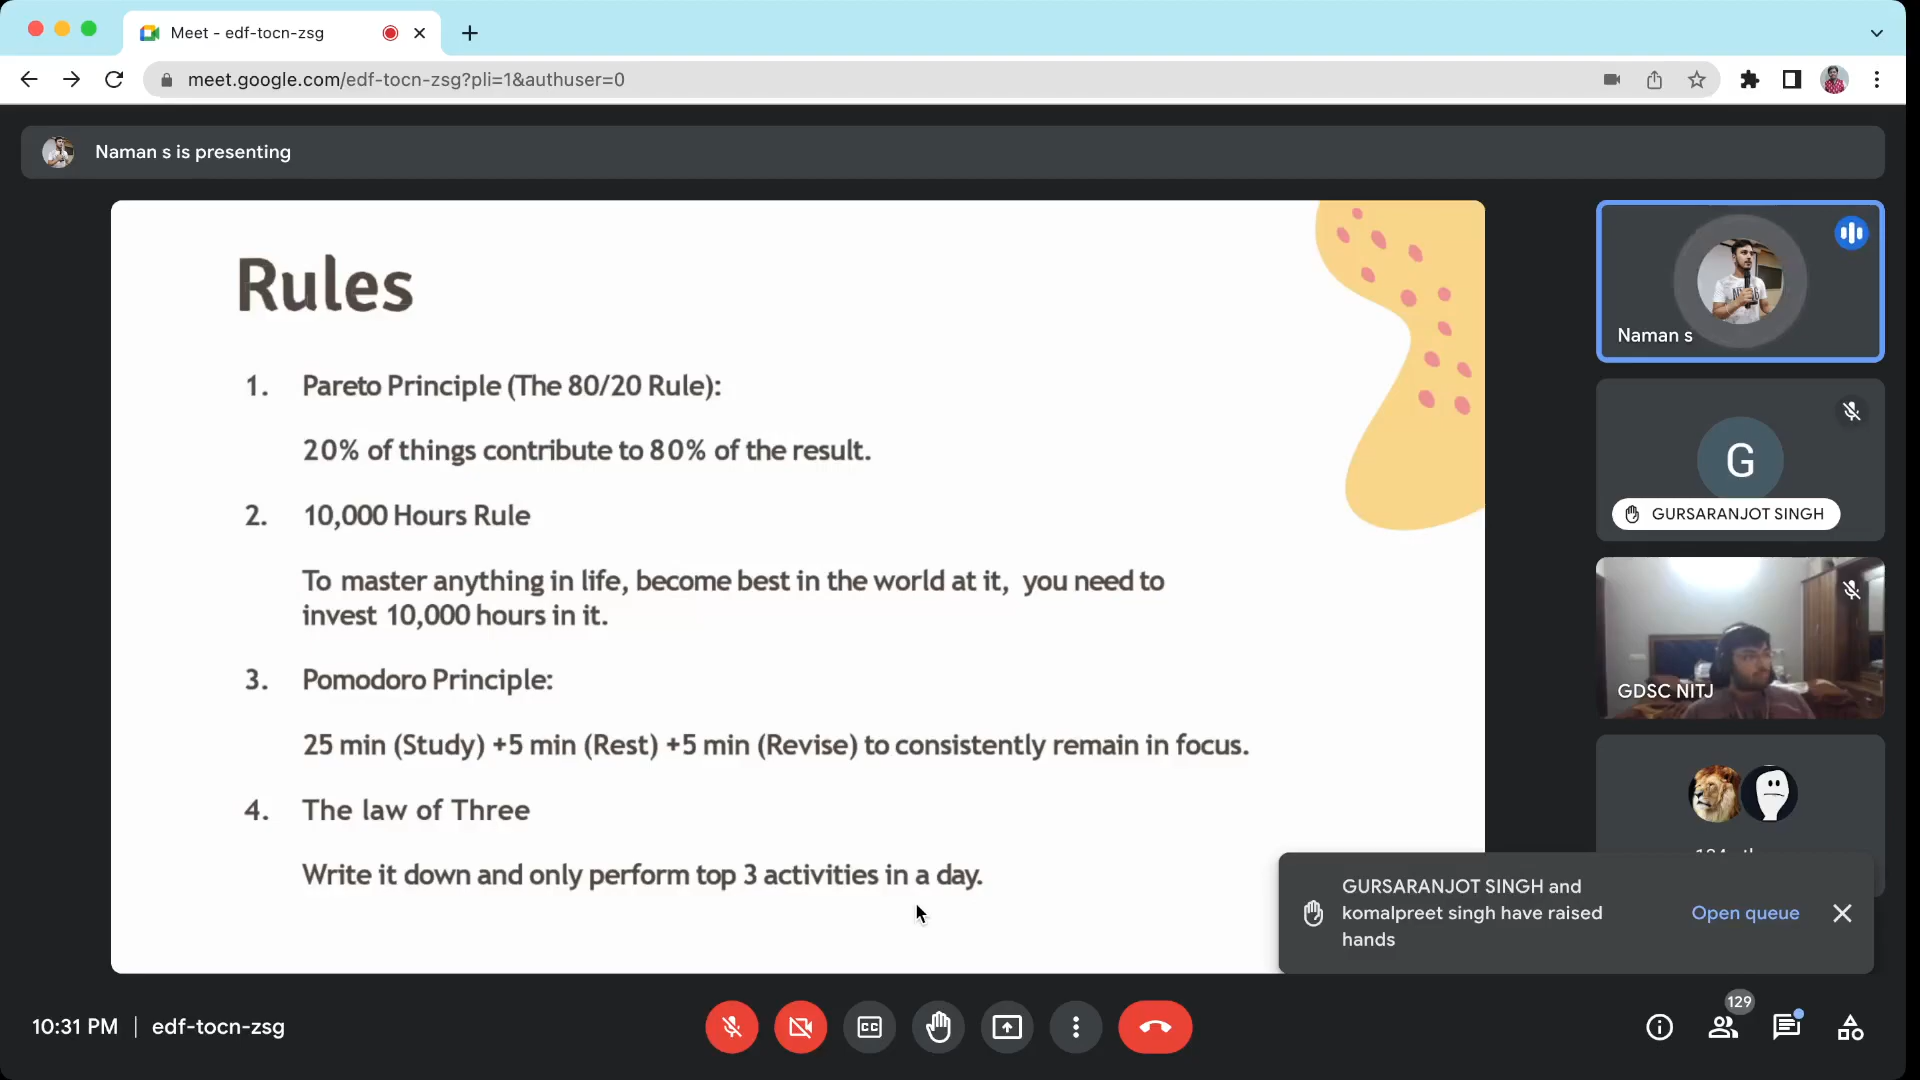 Meet - edf-tocn-zsg
meet.google.com/edf-tocn-zsg?pli=1&authuser=0
Naman s is presenting
Rules
1. Pareto Principle (The 80/20 Rule):
20% of things contribute to 80% of the result.
2. 10,000 Hours Rule
To master anything in life, become best in the world at it, you need to
invest 10,000 hours in it.
3. Pomodoro Principle:
25 min (Study) +5 min (Rest) +5 min (Revise) to consistently remain in focus.
4. The law of Three
Write it down and only perform top 3 activities in a day.
Naman s
G
GURSARANJOT SINGH
GDSC NITJ
GURSARANJOT SINGH and
komalpreet singh have raised
hands
Open queue
10:31 PM | edf-tocn-zsg
CC
129